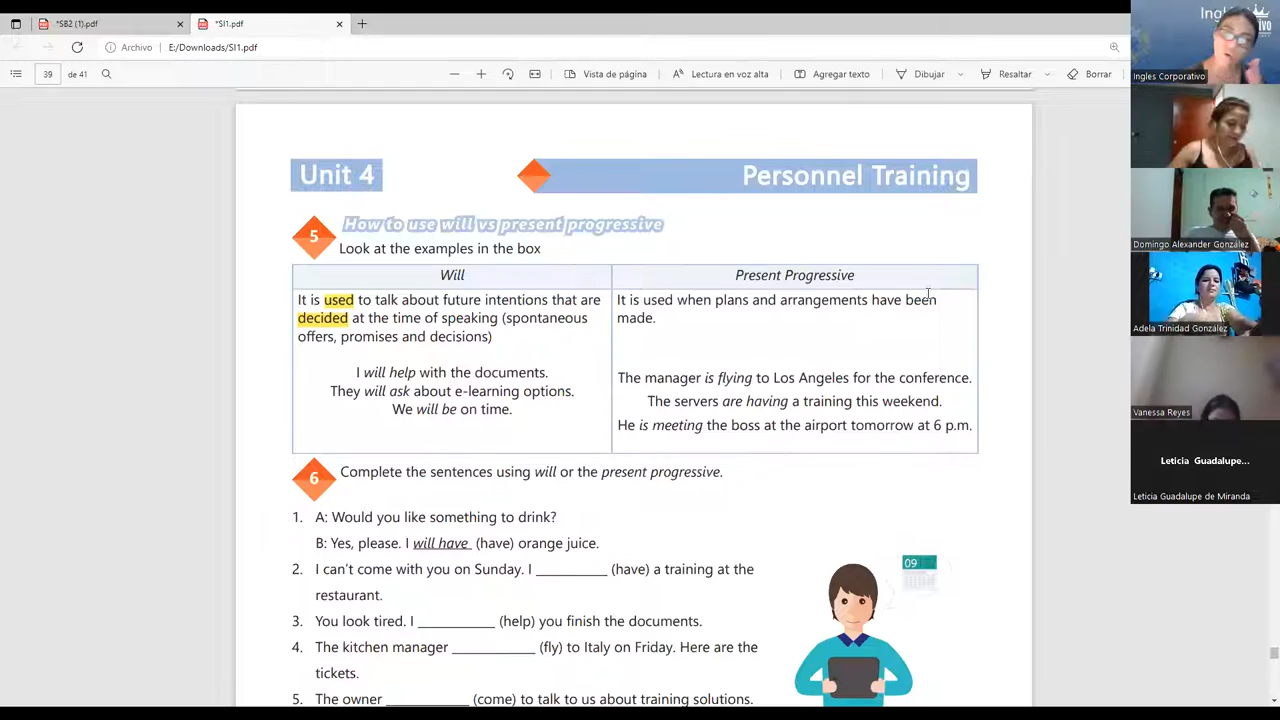 *SB2 (1).pdf
*SI1.pdf
Archivo
E:/Downloads/SI1.pdf
39
de 41
Vista de página
Lectura en voz alta
Agregar texto
Dibujar
Resaltar
Borrar
Unit 4
Personnel Training
5
How to use will vs present progressive
Look at the examples in the box
Will
Present Progressive
It is used to talk about future intentions that are
decided at the time of speaking (spontaneous
offers, promises and decisions)
I will help with the documents.
They will ask about e-learning options.
We will be on time.
It is used when plans and arrangements have been
made.
The manager is flying to Los Angeles for the conference.
The servers are having a training this weekend.
He is meeting the boss at the airport tomorrow at 6 p.m.
6
Complete the sentences using will or the present progressive.
1. A: Would you like something to drink?
B: Yes, please. I will have (have) orange juice.
2. I can't come with you on Sunday. I _________ (have) a training at the
restaurant.
3. You look tired. I __________ (help) you finish the documents.
4. The kitchen manager ___________ (fly) to Italy on Friday. Here are the
tickets.
5. The owner ___________ (come) to talk to us about training solutions.
09
Ingles Corporativo
Domingo Alexander González
Adela Trinidad González
Vanessa Reyes
Leticia Guadalupe...
Leticia Guadalupe de Miranda